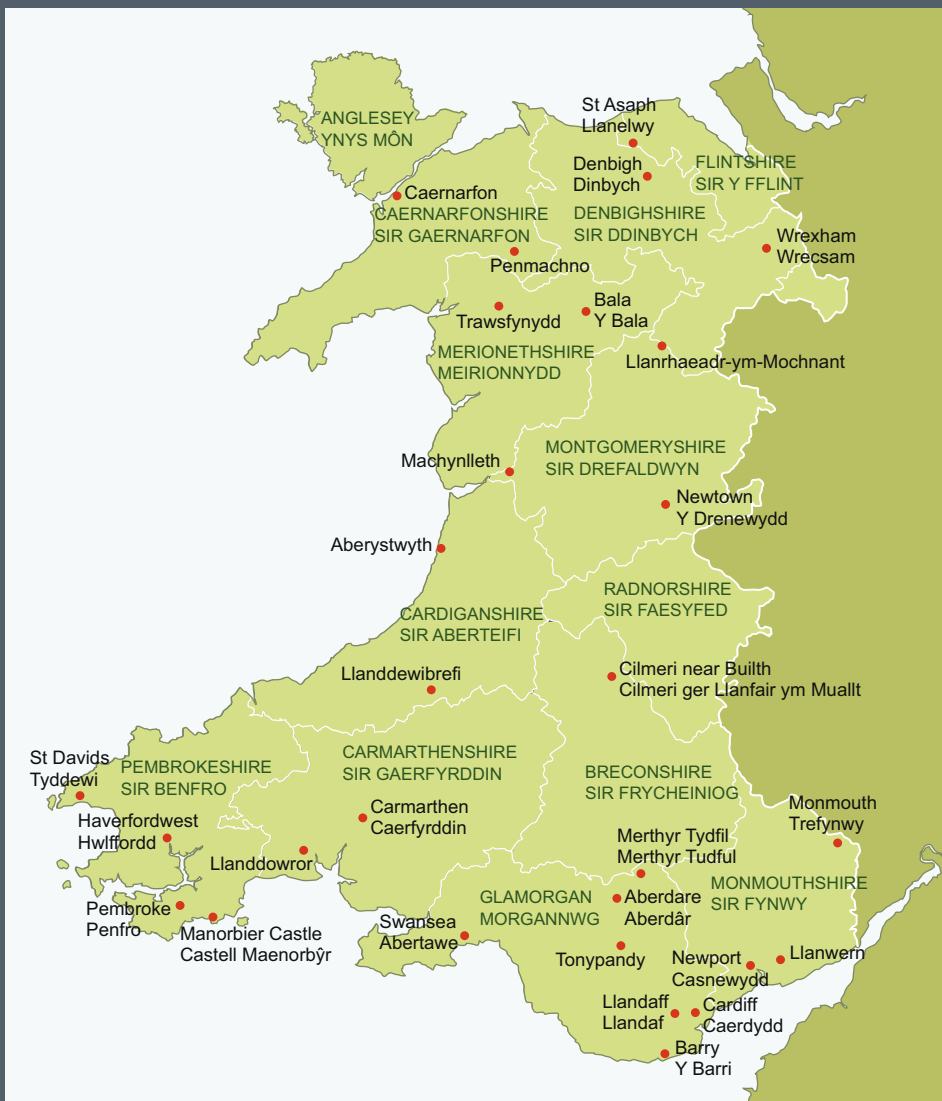 ANGLESEY
YNYS MÔN
St Asaph
Llanelwy
Denbigh
Dinbych
FLINTSHIRE
SIR Y FFLINT
Caernarfon
CAERNARFONSHIRE
SIR GAERNARFON
DENBIGHSHIRE
SIR DDINBYCH
Wrexham
Wrecsam
Penmachno
Trawsfynydd
Bala
Y Bala
MERIONETHSHIRE
MEIRIONNYDD
Llanrhaeadr-ym-Mochnant
Machynlleth
MONTGOMERYSHIRE
SIR DREFALDWYN
Newtown
Y Drenewydd
Aberystwyth
RADNORSHIRE
SIR FAESYFED
CARDIGANSHIRE
SIR ABERTEIFI
Llanddewibrefi
Cilmeri near Builth
Cilmeri ger Llanfair ym Muallt
St Davids
Tyddewi
PEMBROKESHIRE
SIR BENFRO
CARMARTHENSHIRE
SIR GAERFYRDDIN
BRECONSHIRE
SIR FRYCHEINIOG
Haverfordwest
Hwlffordd
Carmarthen
Caerfyrddin
Monmouth
Trefynwy
Llanddowror
Merthyr Tydfil
Merthyr Tudful
Pembroke
Penfro
Manorbier Castle
Castell Maenorbŷr
Swansea
Abertawe
GLAMORGAN
MORGANNWG
Aberdare
Aberdâr
MONMOUTHSHIRE
SIR FYNWY
Tonypandy
Newport
Casnewydd
Llanwern
Llandaff
Llandaf
Cardiff
Caerdydd
Barry
Y Barri